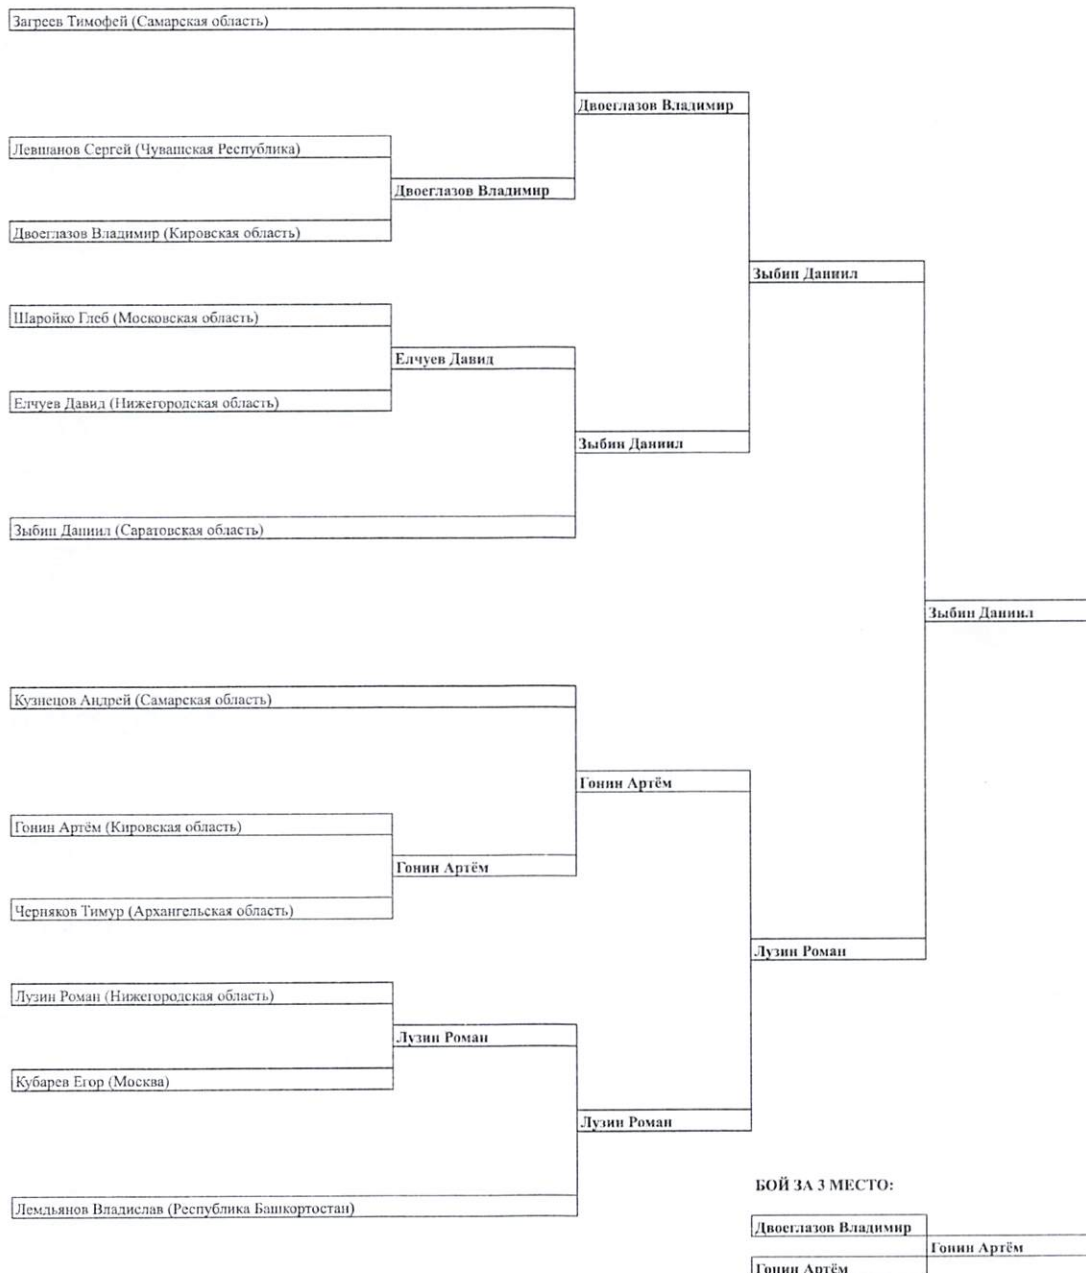 Загреев Тимофей (Самарская область)
Двоеглазов Владимир
Левшанов Сергей (Чувашская Республика)
Двоеглазов Владимир
Двоеглазов Владимир (Кировская область)
Зыбин Даниил
Шаройко Глеб (Московская область)
Елчуев Давид
Елчуев Давид (Нижегородская область)
Зыбин Даниил
Зыбин Даниил (Саратовская область)
Зыбин Даниил
Кузнецов Андрей (Самарская область)
Гонин Артём
Гонин Артём (Кировская область)
Гонин Артём
Черняков Тимур (Архангельская область)
Лузин Роман
Лузин Роман (Нижегородская область)
Лузин Роман
Кубарев Егор (Москва)
Лузин Роман
Лемдьянов Владислав (Республика Башкортостан)
БОЙ ЗА 3 МЕСТО:
Двоеглазов Владимир
Гонин Артём
Гонин Артём